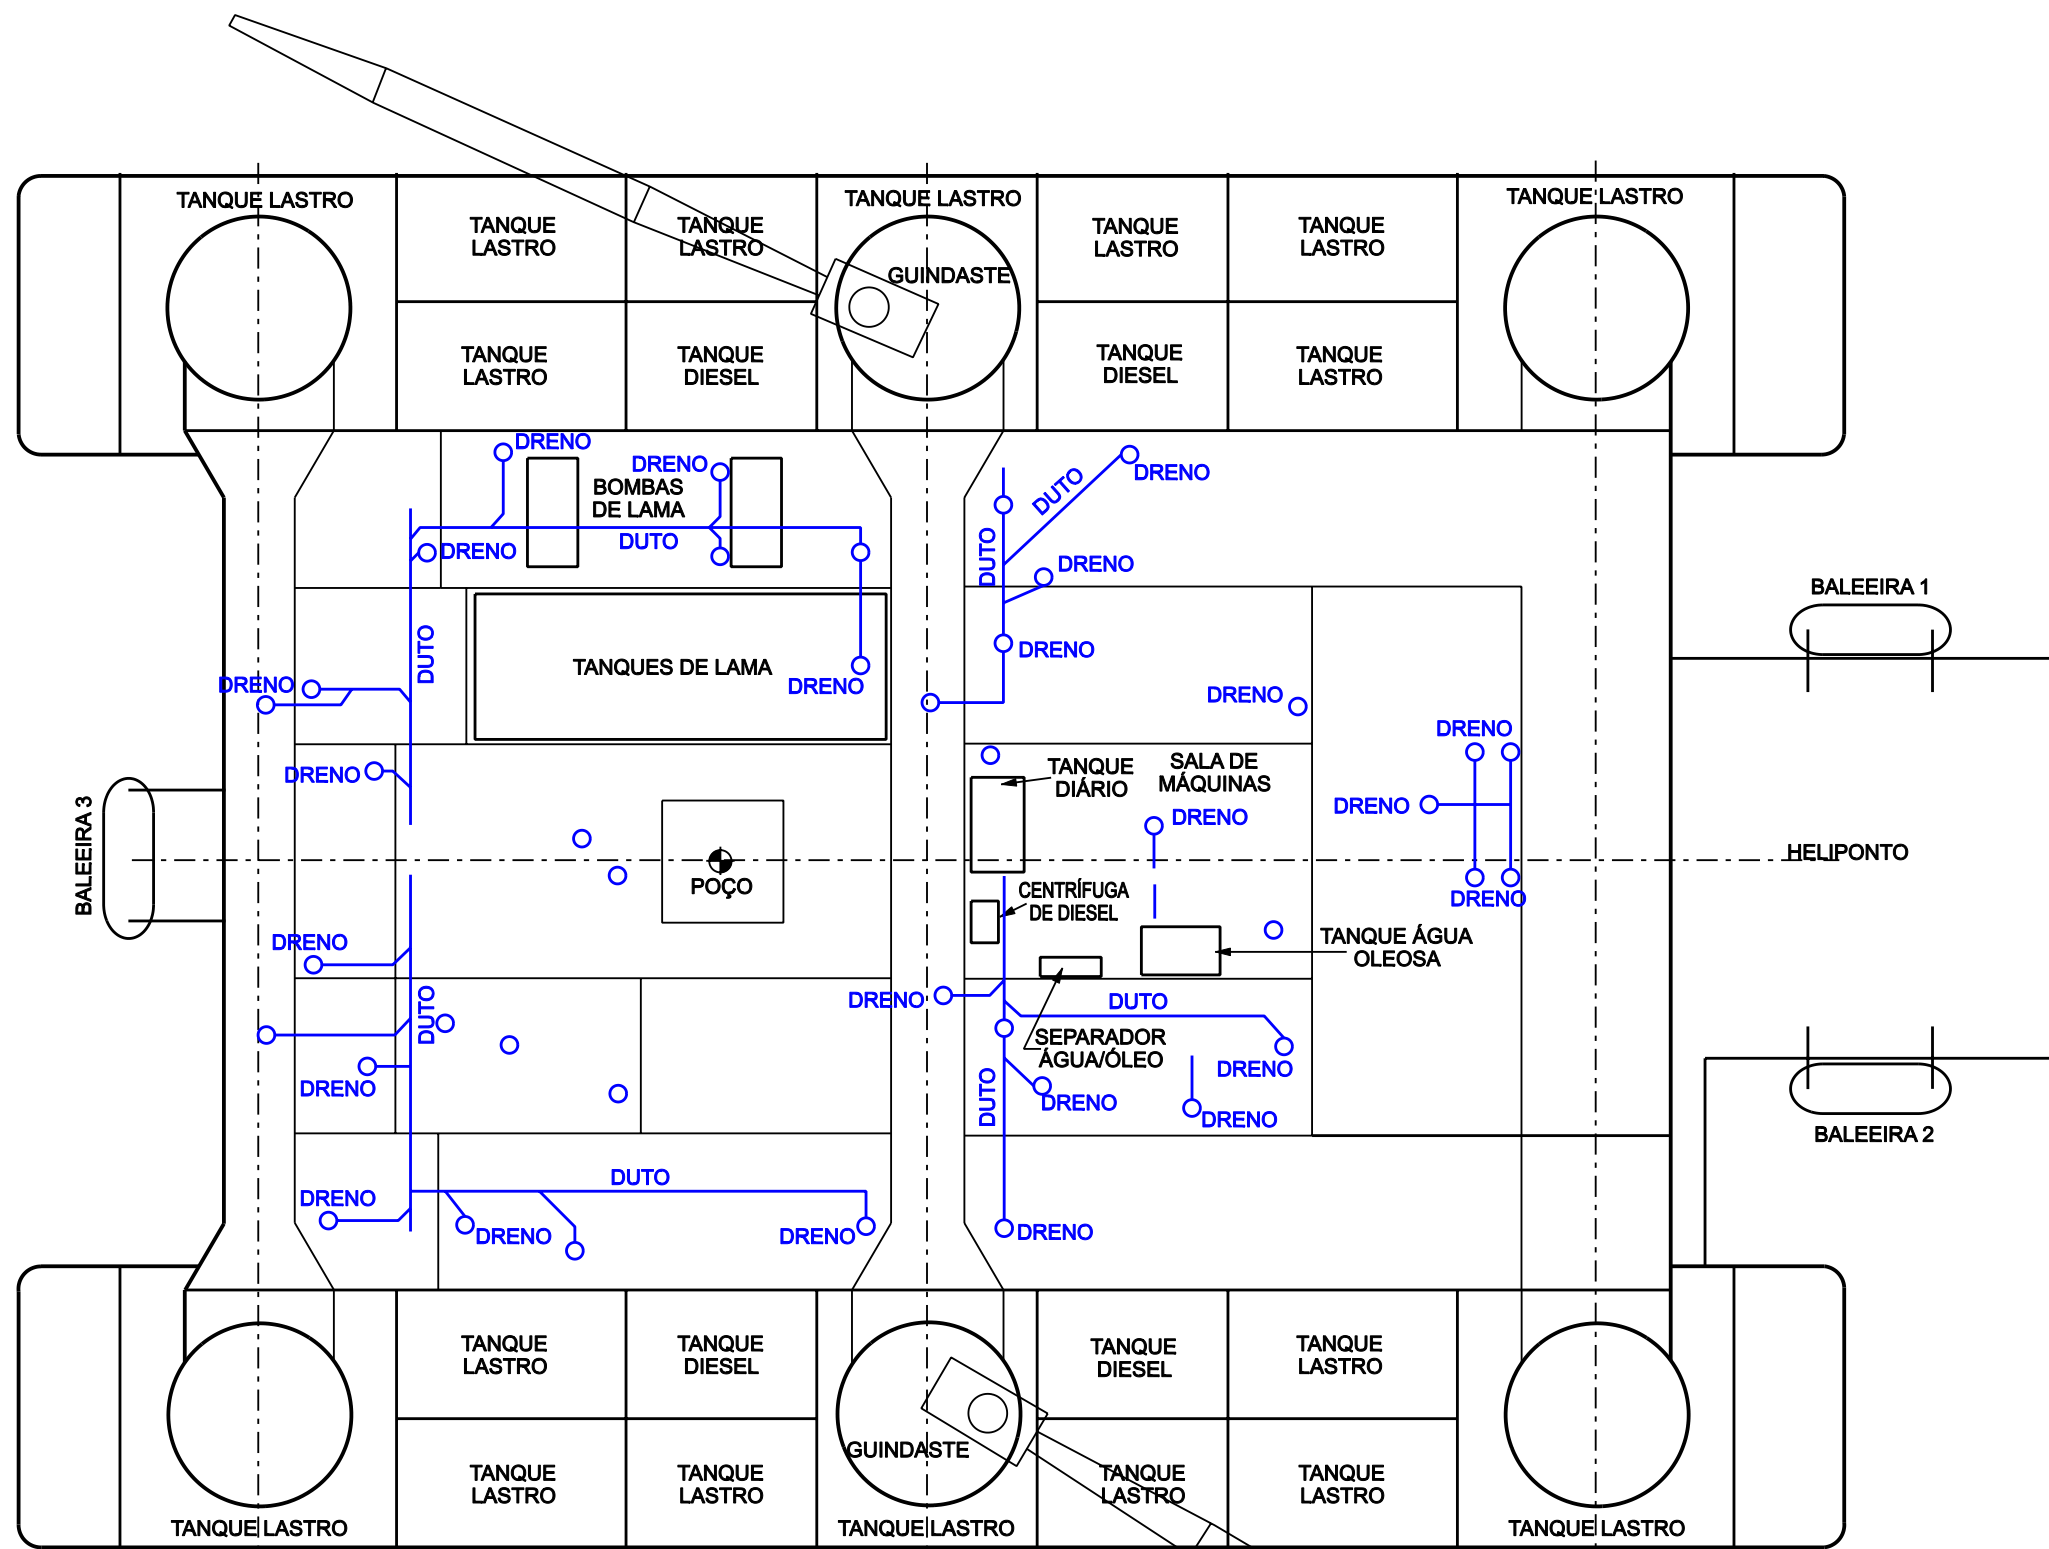 TANQUE LASTRO
TANQUE LASTRO
TANQUE LASTRO
TANQUE
LASTRO
TANQUE
LASTRO
TANQUE
LASTRO
TANQUE
LASTRO
GUINDASTE
TANQUE
LASTRO
TANQUE
DIESEL
TANQUE
DIESEL
TANQUE
LASTRO
DRENO
DRENO
BOMBAS
DE LAMA
DUTO
DRENO
DUTO
DRENO
DUTO
DRENO
BALEEIRA 1
DUTO
TANQUES DE LAMA
DRENO
DRENO
DRENO
DRENO
DRENO
DRENO
TANQUE
DIÁRIO
SALA DE
MÁQUINAS
DRENO
DRENO
BALEEIRA 3
HELIPONTO
POÇO
CENTRÍFUGA
DE DIESEL
DRENO
DRENO
TANQUE ÁGUA
OLEOSA
DRENO
DUTO
DUTO
SEPARADOR
ÁGUA/ÓLEO
DRENO
DRENO
DUTO
DRENO
DRENO
BALEEIRA 2
DUTO
DRENO
DRENO
DRENO
DRENO
TANQUE
LASTRO
TANQUE
DIESEL
TANQUE
DIESEL
TANQUE
LASTRO
GUINDASTE
TANQUE
LASTRO
TANQUE
LASTRO
TANQUE
LASTRO
TANQUE
LASTRO
TANQUE LASTRO
TANQUE LASTRO
TANQUE LASTRO